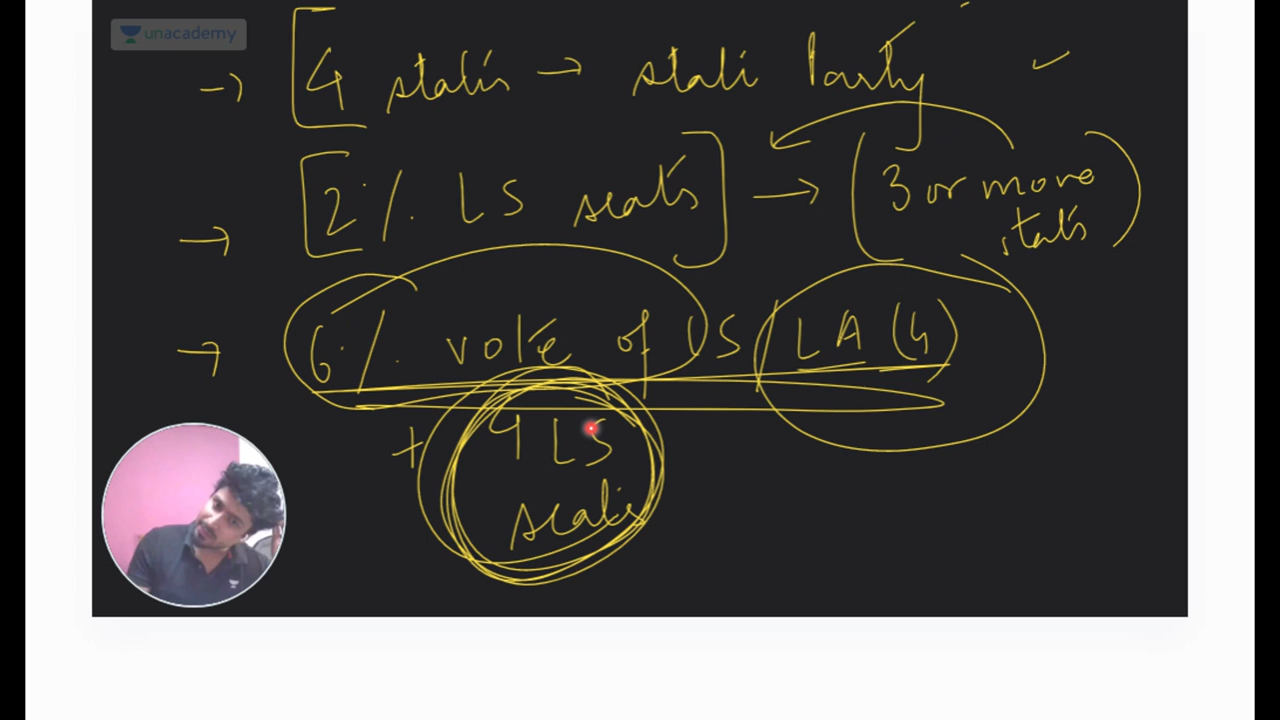 unacademy
→ [4 states → state Party ✓
→ [2% LS seats] → (3 or more states)
→ 6% vote of LS (LA (4)
+ 4 LS
seats